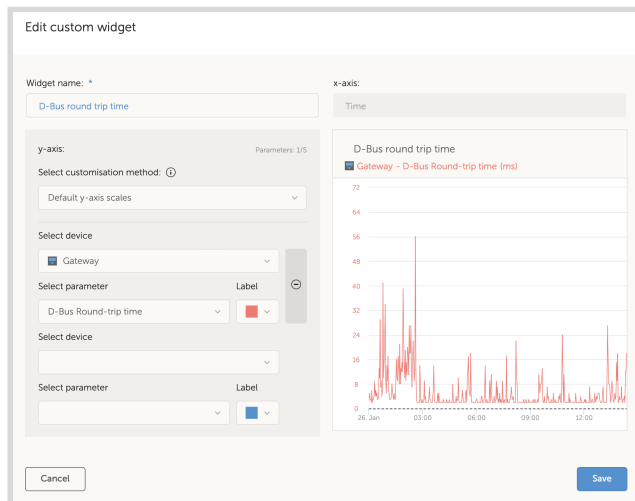 Edit custom widget
Widget name: *
x-axis:
D-Bus round trip time
Time
y-axis:
Parameters: 1/5
Select customisation method:
Default y-axis scales
Select device
Gateway
Select parameter
Label
D-Bus Round-trip time
Select device
Select parameter
Label
D-Bus round trip time
Gateway - D-Bus Round-trip time (ms)
72
64
56
48
40
32
24
16
8
0
26. Jan
03:00
06:00
09:00
12:00
Cancel
Save